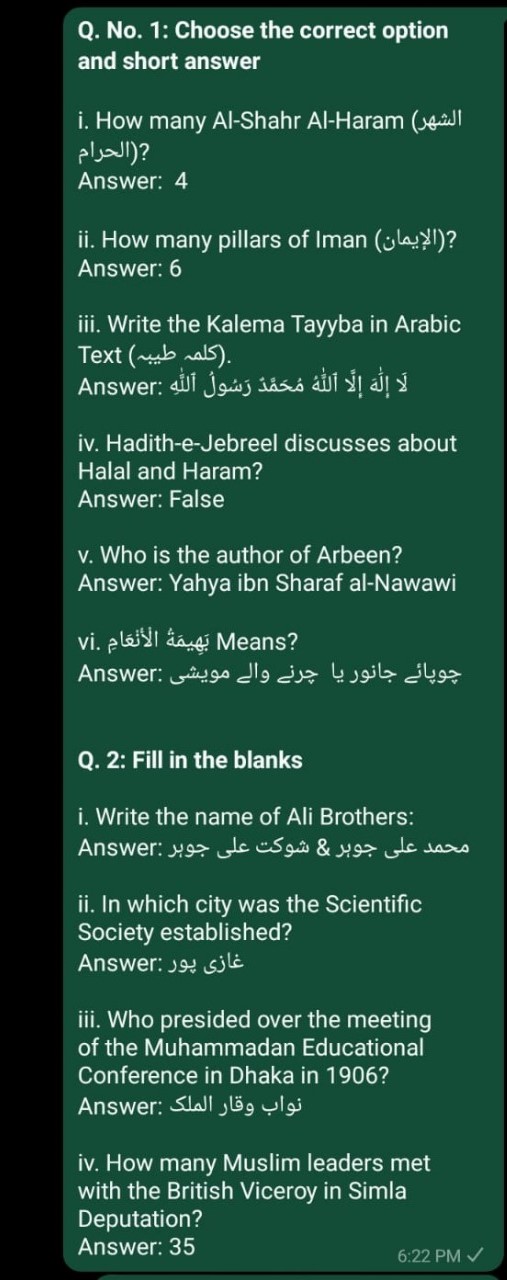 Q. No. 1: Choose the correct option
and short answer
i. How many Al-Shahr Al-Haram (الشهر
الحرام)?
Answer: 4
ii. How many pillars of Iman (الإيمان)?
Answer: 6
iii. Write the Kalema Tayyba in Arabic
Text (کلمہ طیبہ).
Answer: لَا إِلَٰهَ إِلَّا ٱللَّٰهُ مُحَمَّدٌ رَسُولُ ٱللَّٰهِ
iv. Hadith-e-Jebreel discusses about
Halal and Haram?
Answer: False
v. Who is the author of Arbeen?
Answer: Yahya ibn Sharaf al-Nawawi
vi. بَهِيمَةُ الْأَنْعَامِ Means?
Answer: چوپائے جانور یا چرنے والے مویشی
Q. 2: Fill in the blanks
i. Write the name of Ali Brothers:
Answer: محمد علی جوہر & شوکت علی جوہر
ii. In which city was the Scientific
Society established?
Answer: غازی پور
iii. Who presided over the meeting
of the Muhammadan Educational
Conference in Dhaka in 1906?
Answer: نواب وقار الملک
iv. How many Muslim leaders met
with the British Viceroy in Simla
Deputation?
Answer: 35
6:22 PM